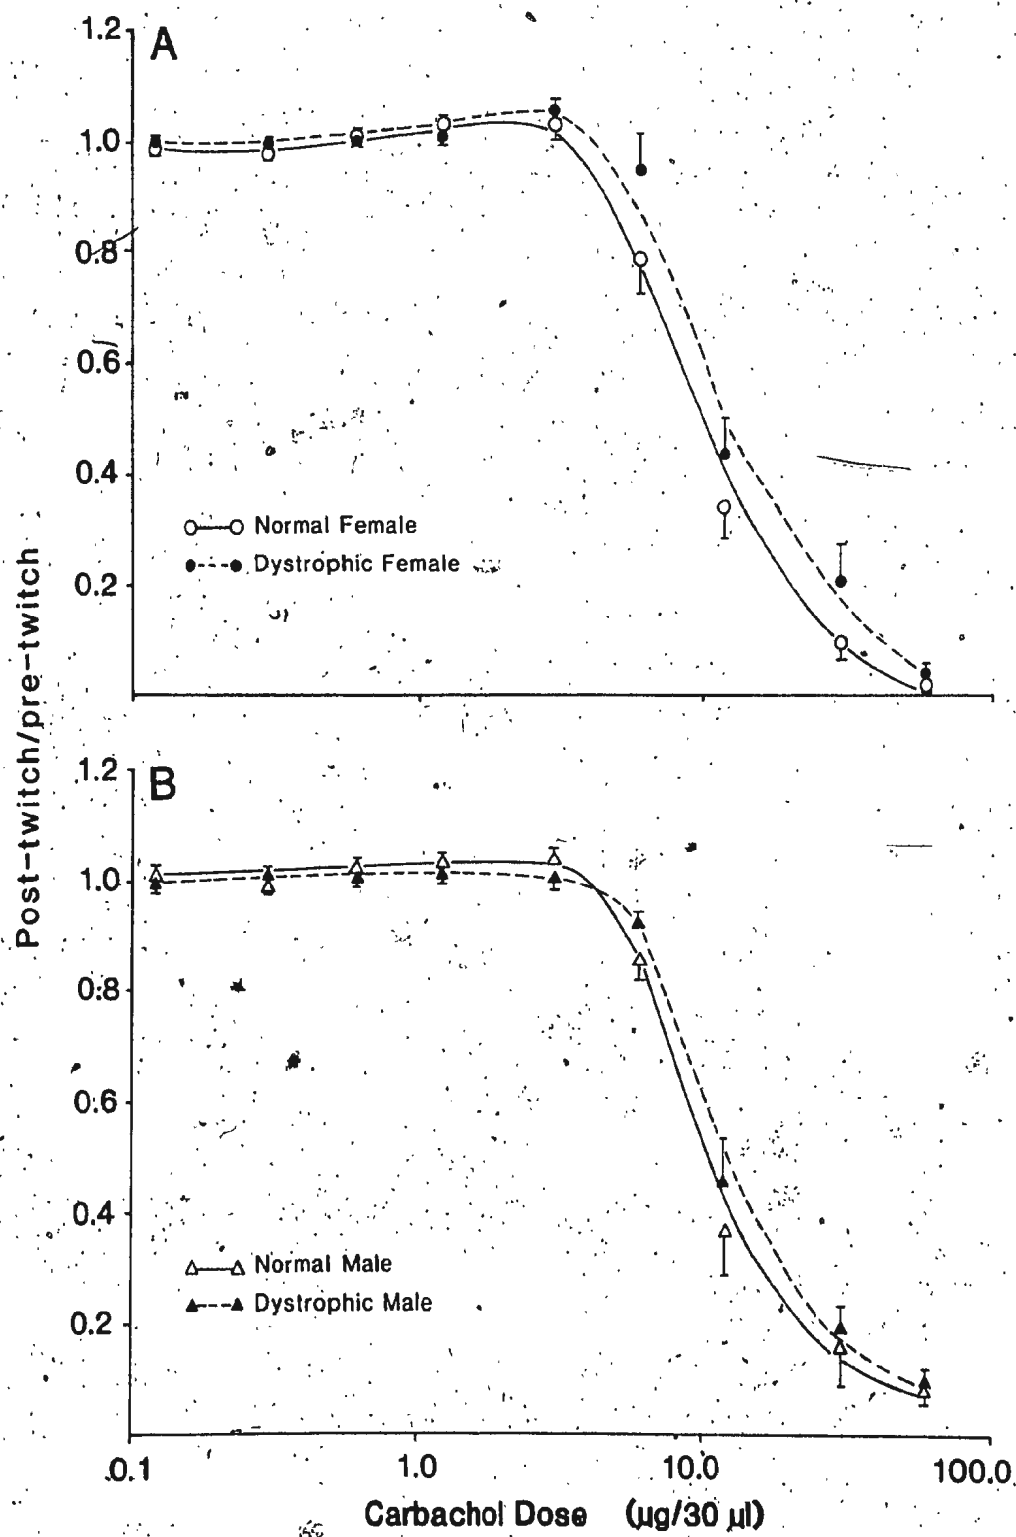 A
1.2
1.0
0.8
0.6
0.4
0.2
Normal Female
Dystrophic Female
Post-twitch/pre-twitch
B
1.2
1.0
0.8
0.6
0.4
0.2
Normal Male
Dystrophic Male
0.1 1.0 10.0 100.0
Carbachol Dose (µg/30 µl)